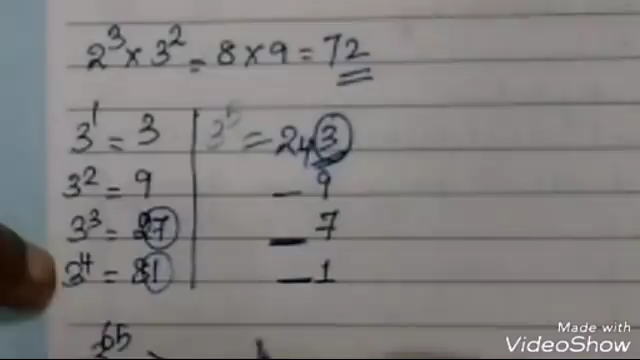 2³ × 3² = 8 × 9 = 72
3¹ = 3 | 3⁵ = 243
3² = 9 | _ 9
3³ = 27 | _ 7
3⁴ = 81 | _ 1
65
Made with
VideoShow